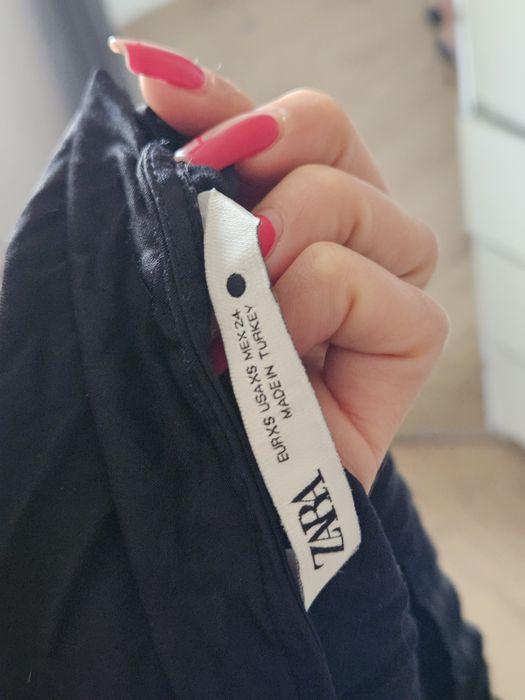 EUR XS USA XS MEX 24
MADE IN TURKEY
ZARA